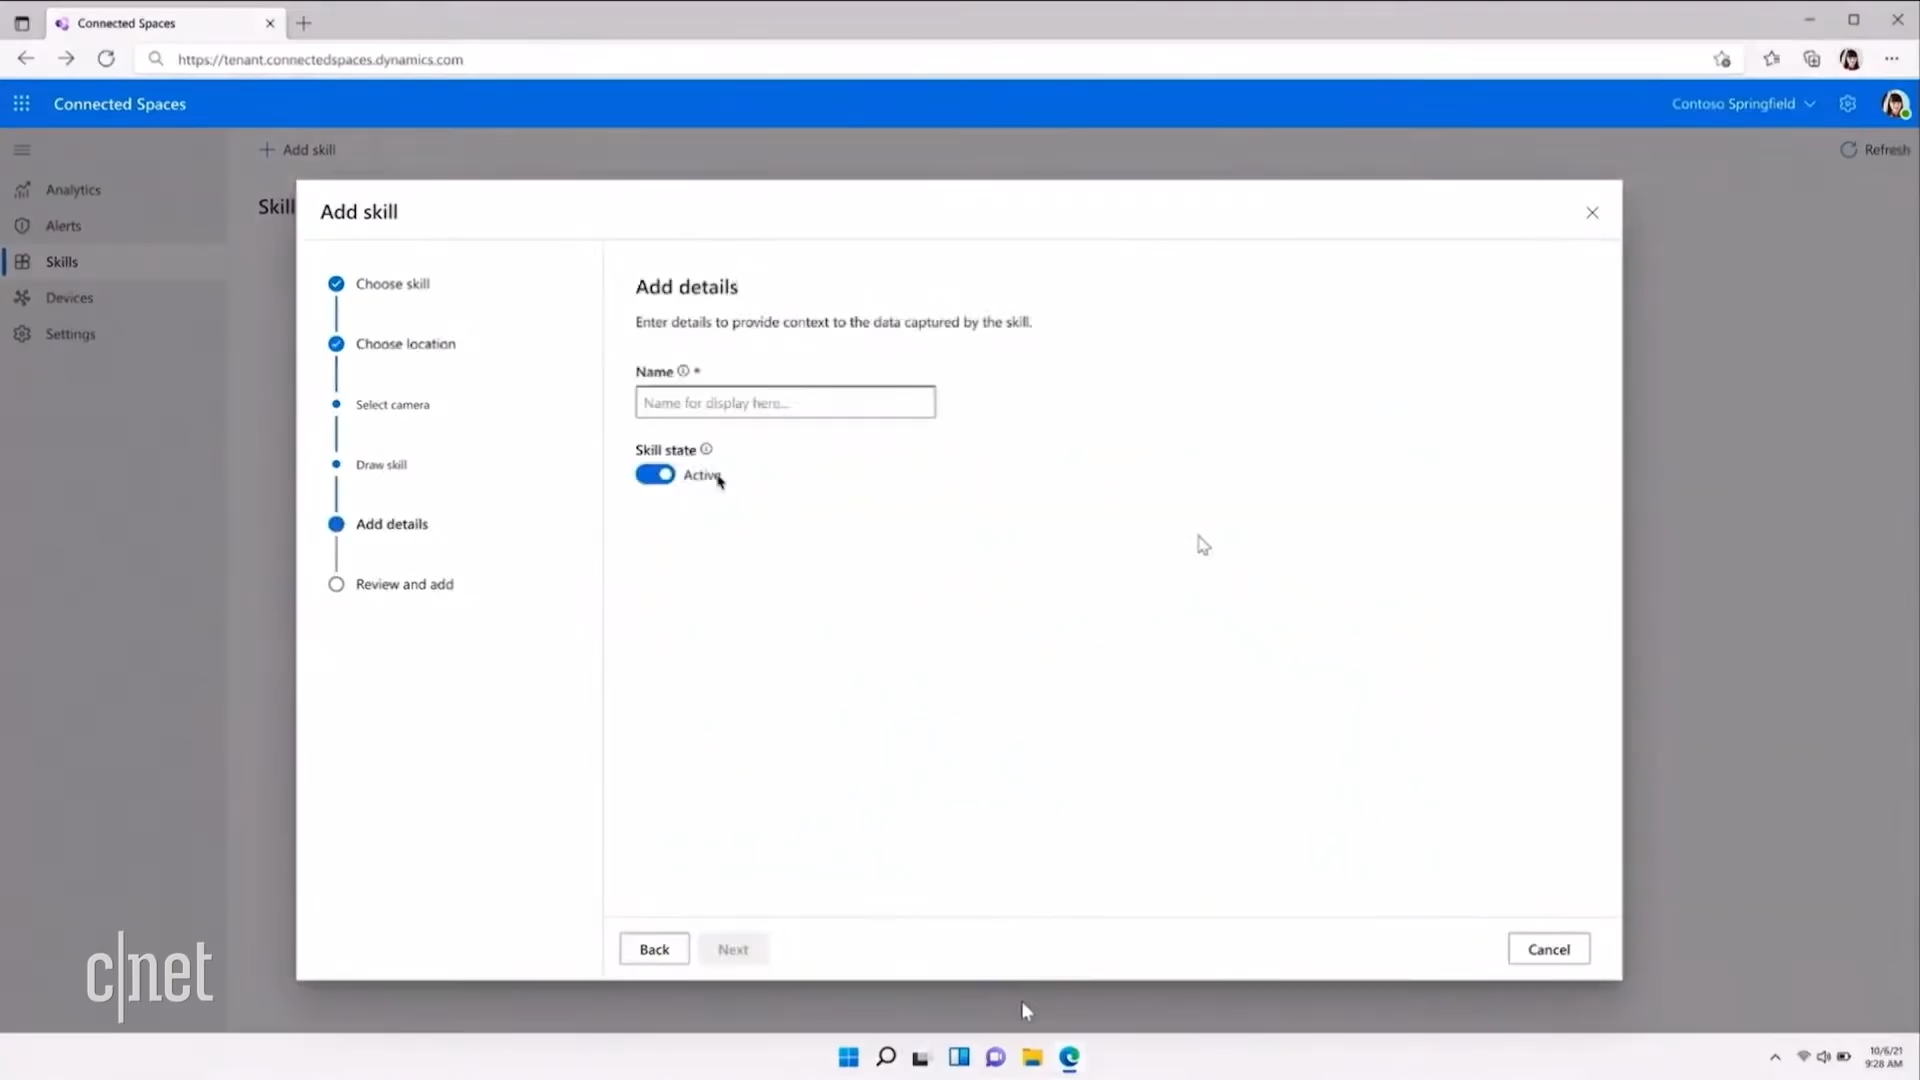 Connected Spaces
https://tenant.connectedspaces.dynamics.com
Connected Spaces
Contoso Springfield
Add skill
Refresh
Analytics
Alerts
Skills
Devices
Settings
Skill
Add skill
Choose skill
Choose location
Select camera
Draw skill
Add details
Review and add
Add details
Enter details to provide context to the data captured by the skill.
Name *
Name for display here...
Skill state
Active
Back
Next
Cancel
c|net
10/6/21
9:28 AM